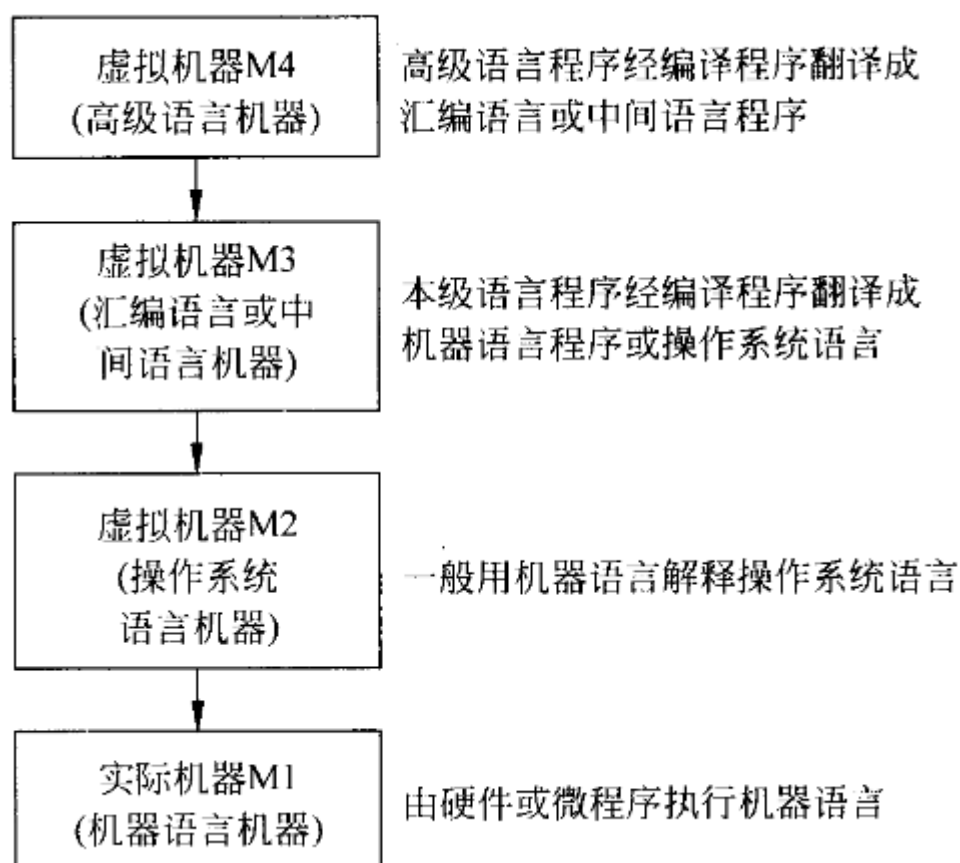 虚拟机器M4
(高级语言机器)
高级语言程序经编译程序翻译成
汇编语言或中间语言程序
虚拟机器M3
(汇编语言或中
间语言机器)
本级语言程序经编译程序翻译成
机器语言程序或操作系统语言
虚拟机器M2
(操作系统
语言机器)
一般用机器语言解释操作系统语言
实际机器M1
(机器语言机器)
由硬件或微程序执行机器语言